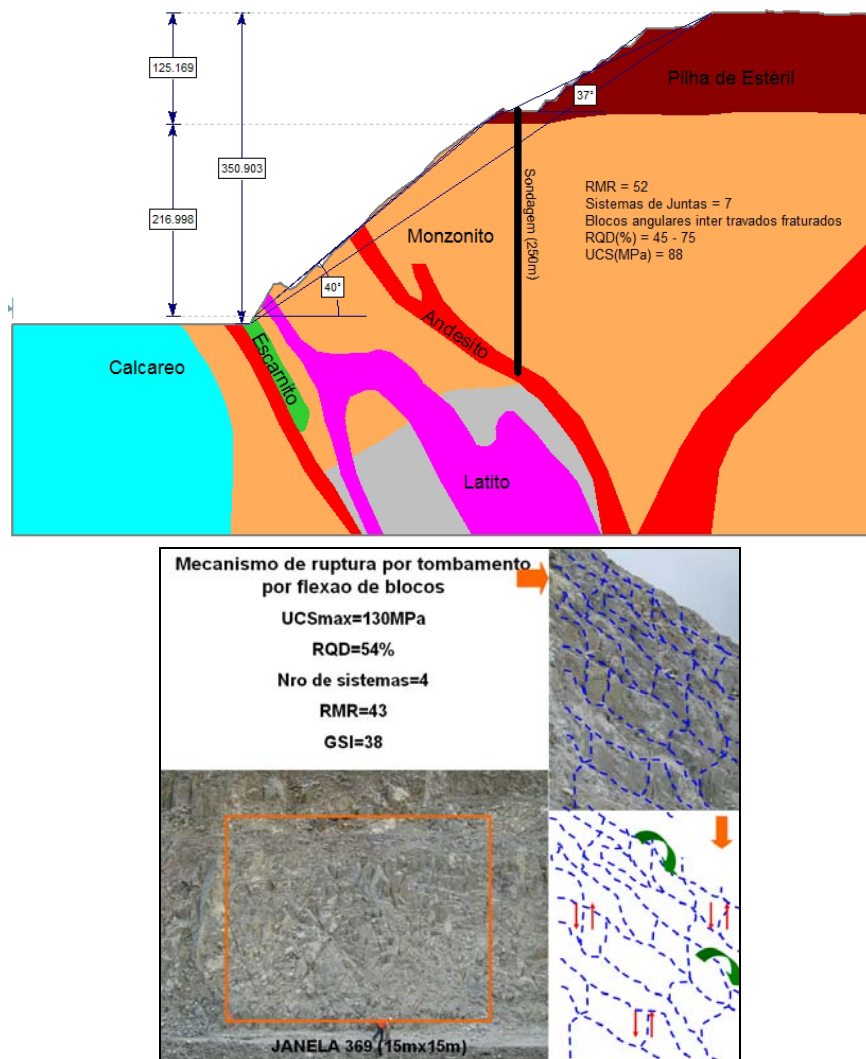 125.169
350.903
216.998
37°
40°
Pilha de Estéril
Sondagem (250m)
RMR = 52
Sistemas de Juntas = 7
Blocos angulares inter travados fraturados
RQD(%) = 45 - 75
UCS(MPa) = 88
Monzonito
Andesito
Escarnito
Calcareo
Latito
Mecanismo de ruptura por tombamento
por flexao de blocos
UCSmax=130MPa
RQD=54%
Nro de sistemas=4
RMR=43
GSI=38
JANELA 369 (15mx15m)